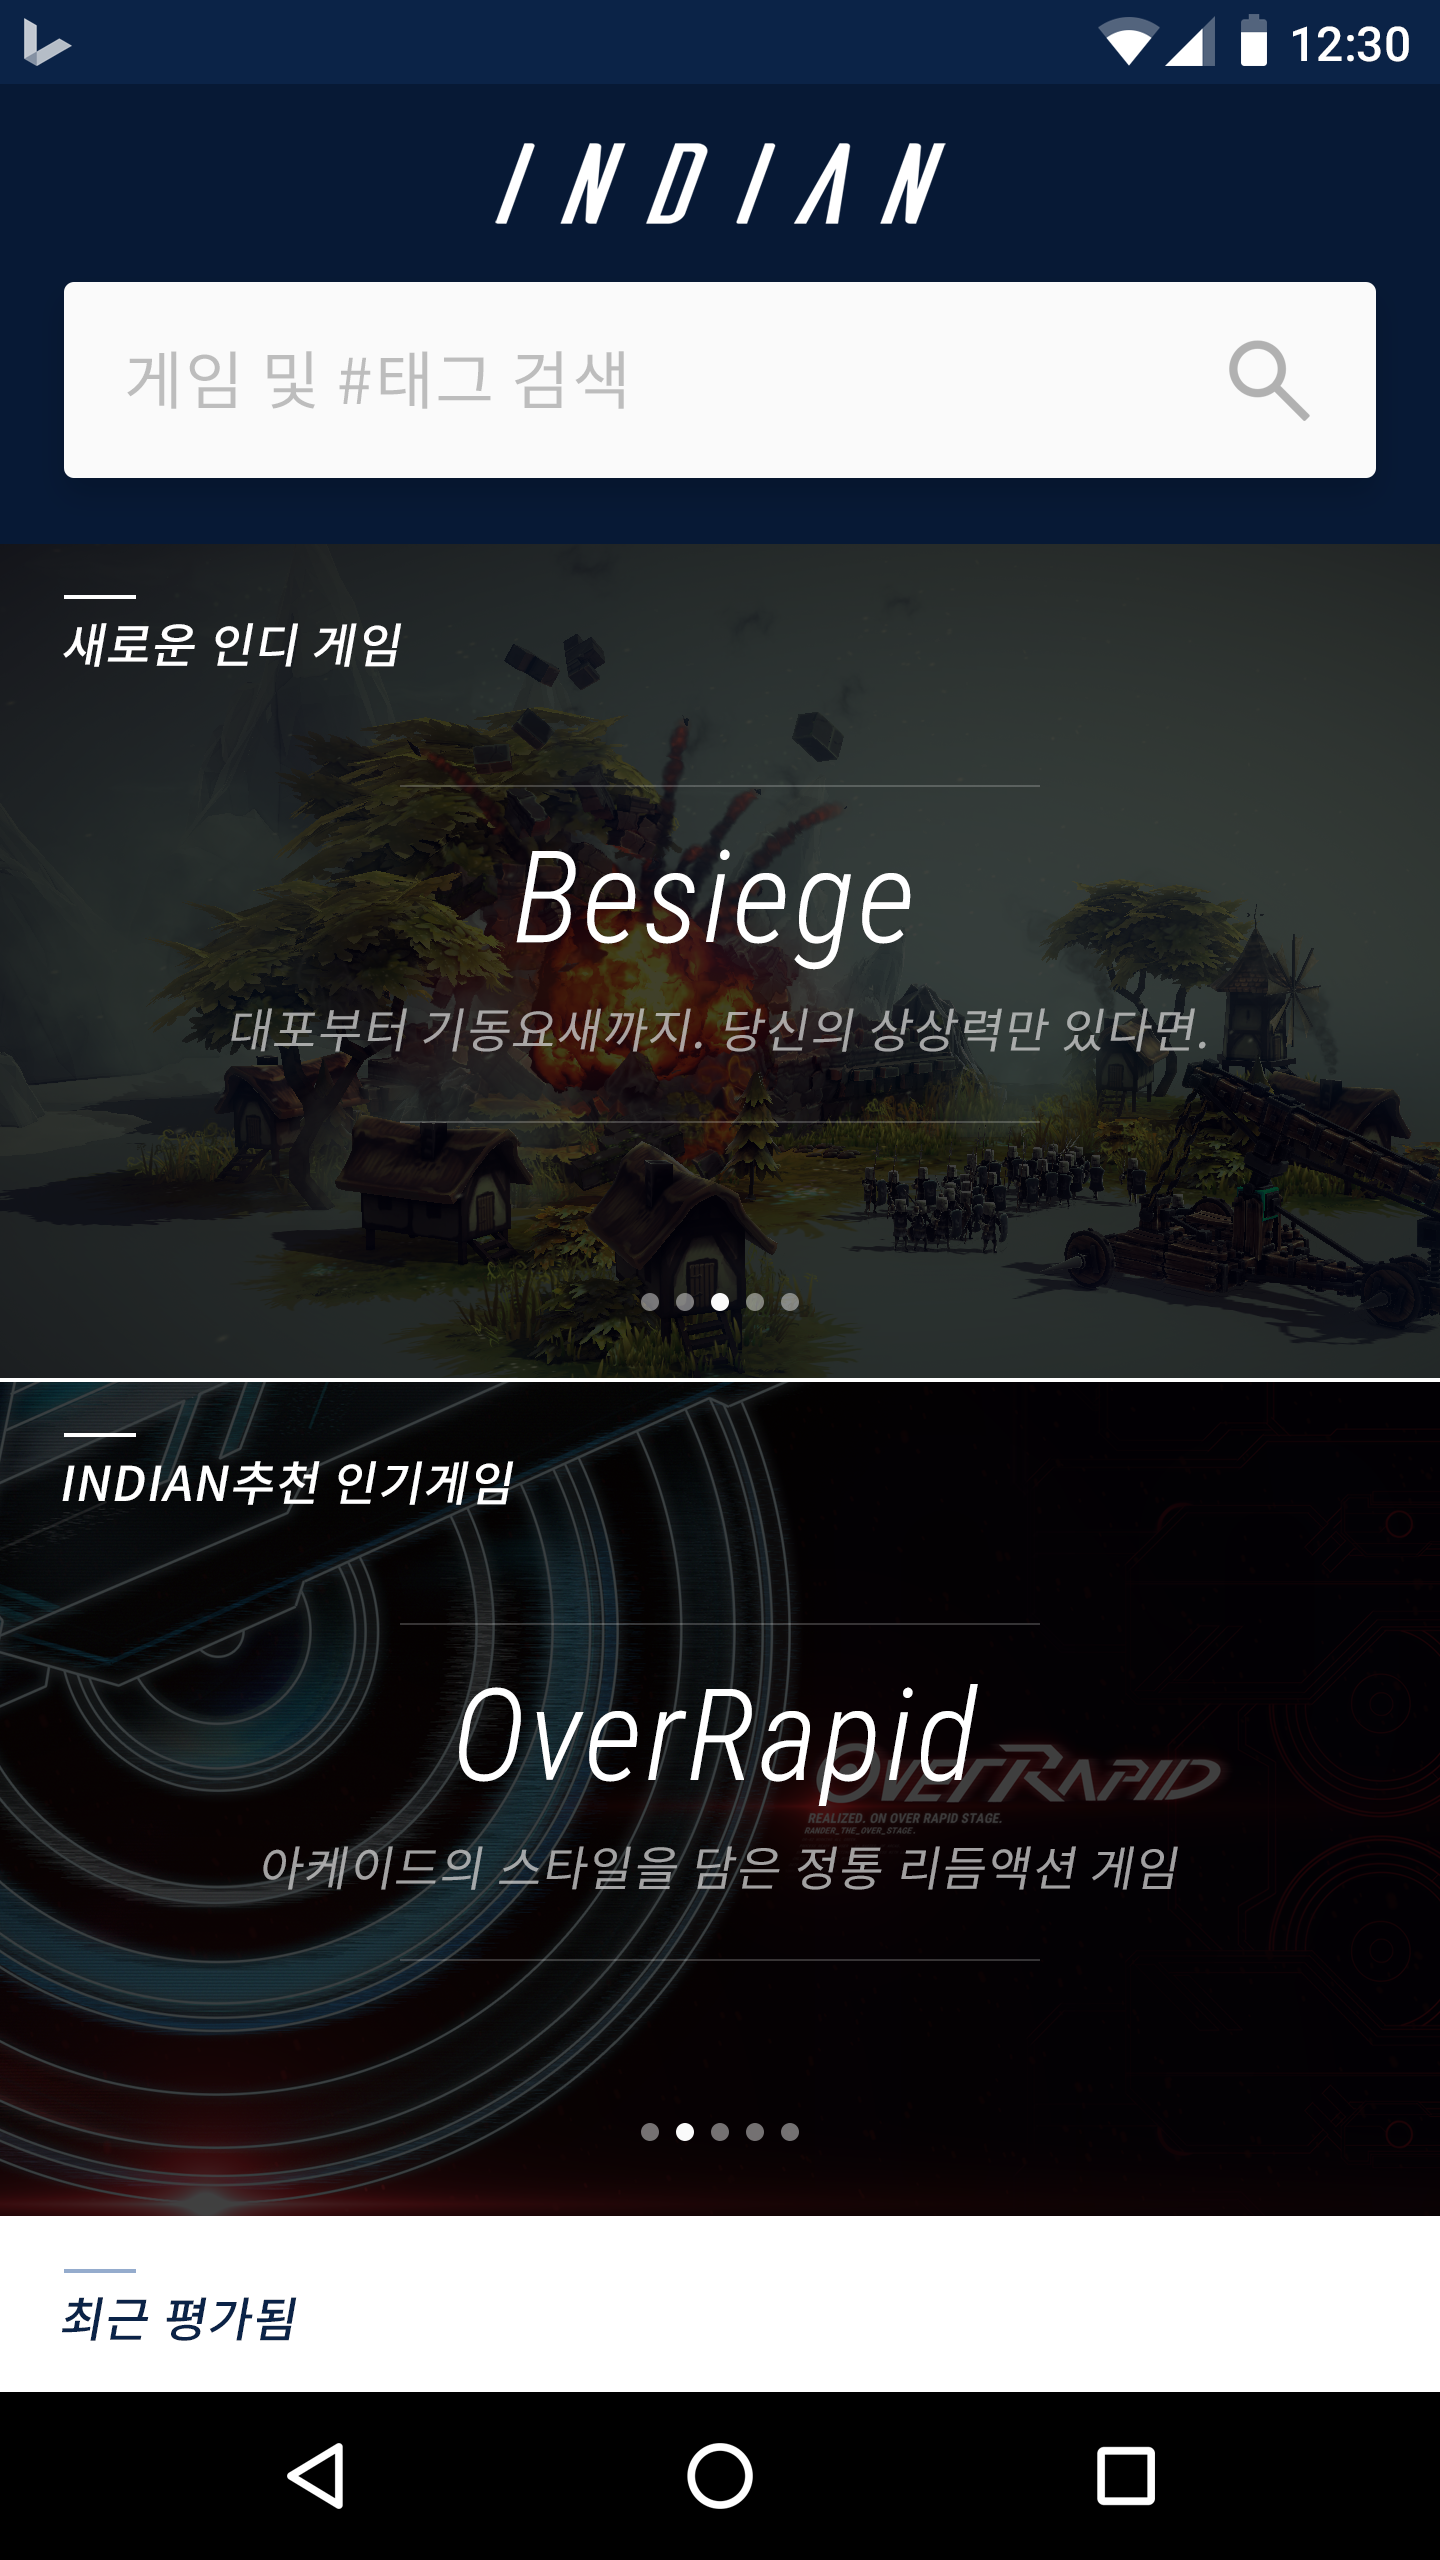 12:30
INDIAN
게임 및 #태그 검색
새로운 인디 게임
Besiege
대포부터 기동요새까지. 당신의 상상력만 있다면.
INDIAN추천 인기게임
OverRapid
OVERRAPID
REALIZED. ON OVER RAPID STAGE.
RANDER_THE_OVER_STAGE.
아케이드의 스타일을 담은 정통 리듬액션 게임
최근 평가됨